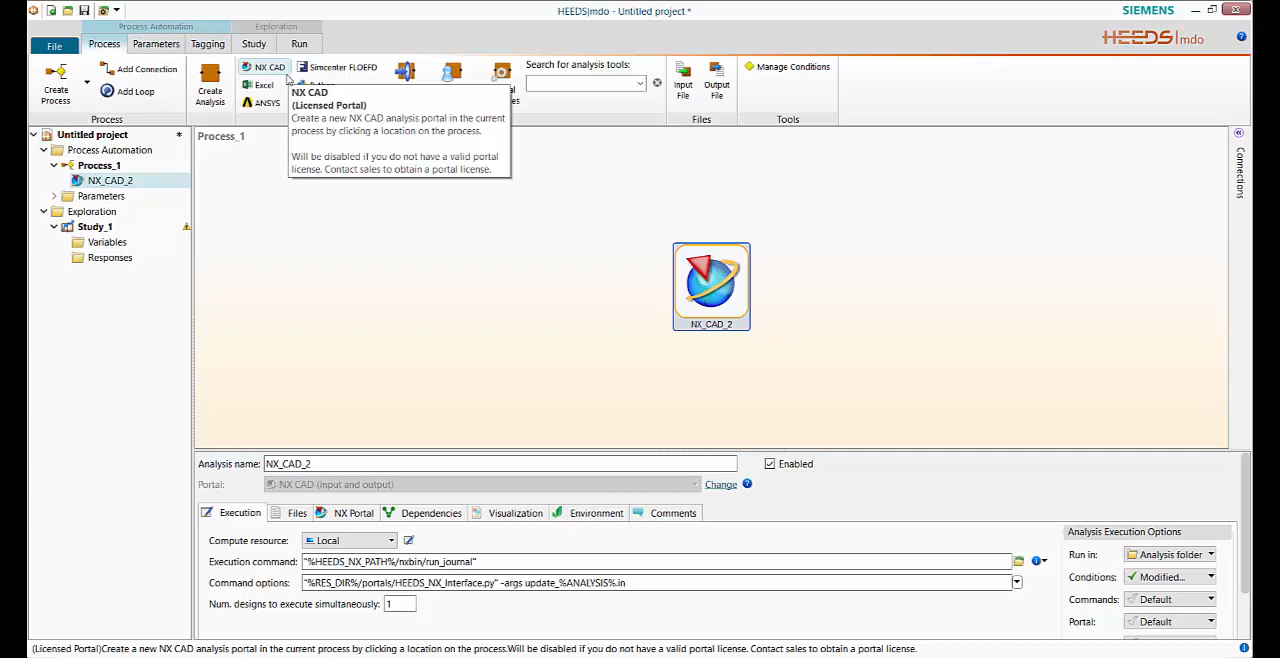 HEEDS|mdo - Untitled project *
SIEMENS
Process Automation
Exploration
File
Process
Parameters
Tagging
Study
Run
HEEDS|mdo
Create
Process
Add Connection
Add Loop
Process
Create
Analysis
NX CAD
Excel
ANSYS
Simcenter FLOEFD
Search for analysis tools:
Input
File
Output
File
Files
Manage Conditions
Tools
NX CAD
(Licensed Portal)
Create a new NX CAD analysis portal in the current
process by clicking a location on the process.
Will be disabled if you do not have a valid portal
license. Contact sales to obtain a portal license.
Untitled project *
Process Automation
Process_1
NX_CAD_2
Parameters
Exploration
Study_1
Variables
Responses
Process_1
NX_CAD_2
Connections
Analysis name: NX_CAD_2
Enabled
Portal: NX CAD (input and output)
Change
Execution
Files
NX Portal
Dependencies
Visualization
Environment
Comments
Compute resource: Local
Execution command: "%HEEDS_NX_PATH%/nxbin/run_journal"
Command options: "%RES_DIR%/portals/HEEDS_NX_Interface.py" -args update_%ANALYSIS%.in
Num. designs to execute simultaneously: 1
Analysis Execution Options
Run in: Analysis folder
Conditions: Modified...
Commands: Default
Portal: Default
(Licensed Portal)Create a new NX CAD analysis portal in the current process by clicking a location on the process.Will be disabled if you do not have a valid portal license. Contact sales to obtain a portal license.